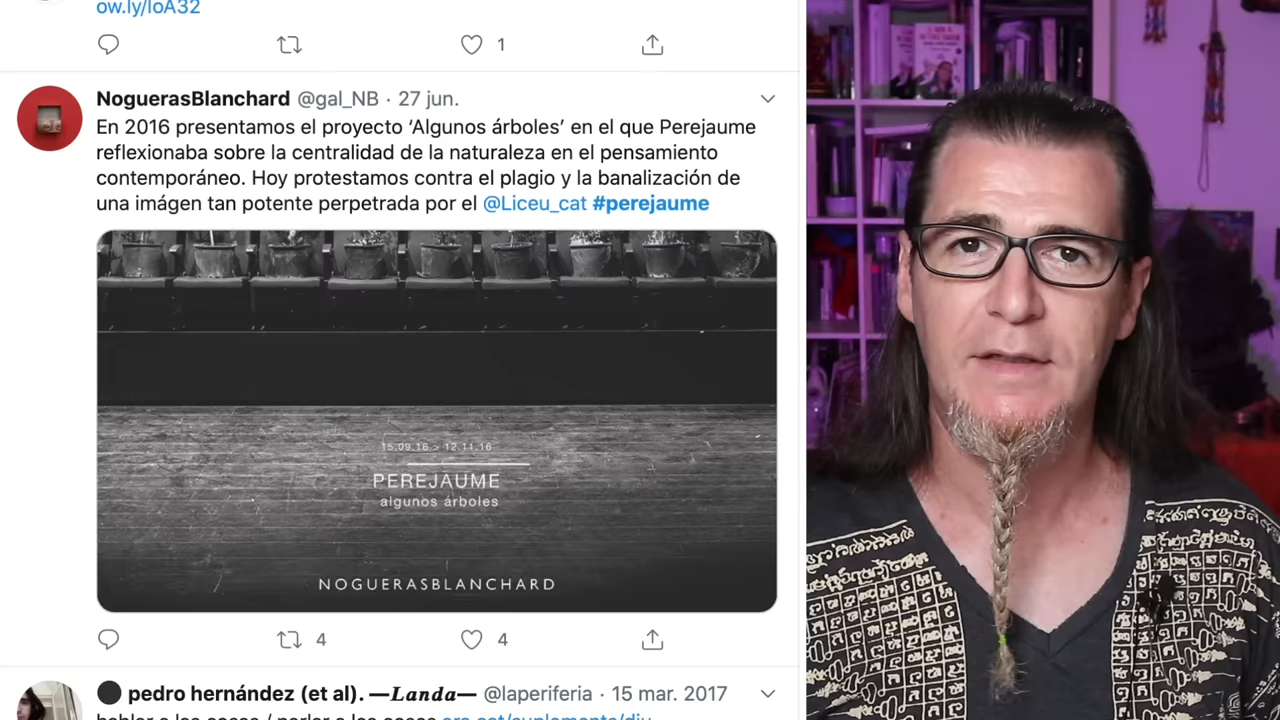 ow.ly/IoA32
1
NoguerasBlanchard @gal_NB · 27 jun.
En 2016 presentamos el proyecto ‘Algunos árboles’ en el que Perejaume
reflexionaba sobre la centralidad de la naturaleza en el pensamiento
contemporáneo. Hoy protestamos contra el plagio y la banalización de
una imágen tan potente perpetrada por el @Liceu_cat #perejaume
15.09.16 > 12.11.16
PEREJAUME
algunos árboles
NOGUERASBLANCHARD
4 4
pedro hernández (et al). —Landa— @laperiferia · 15 mar. 2017